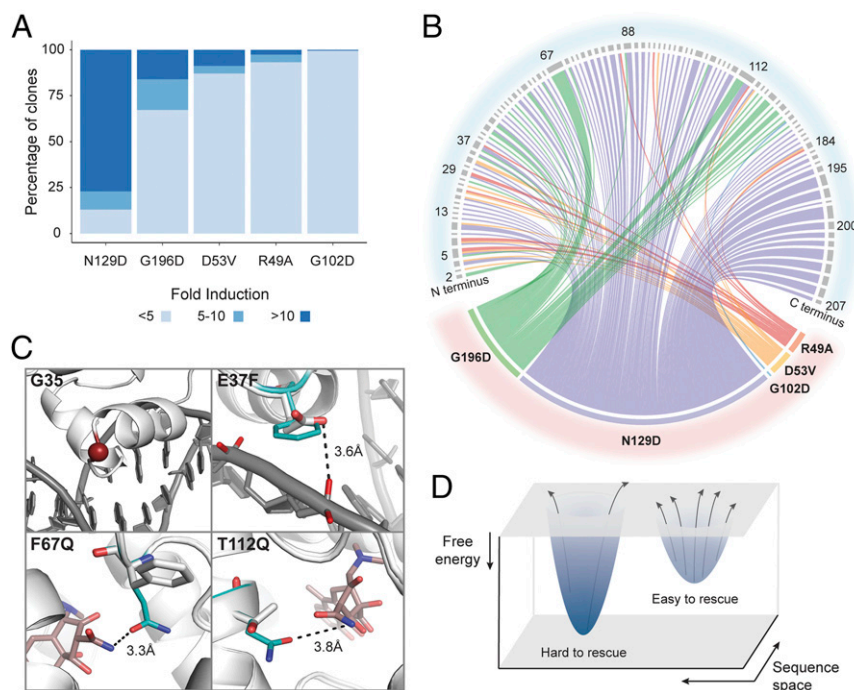 A
100
75
50
25
0
Percentage of clones
N129D G196D D53V R49A G102D
Fold Induction
<5 5-10 >10
B
88
67
112
37
29
184
195
13
200
5
2
207
N terminus
C terminus
G196D
R49A
D53V
G102D
N129D
C
G35
E37F
3.6Å
F67Q
T112Q
3.3Å
3.8Å
D
Free
energy
Easy to rescue
Hard to rescue
Sequence
space